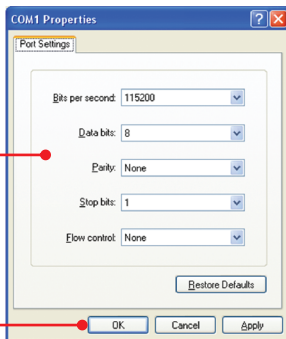 COM1 Properties
Port Settings
Bits per second: 115200
Data bits: 8
Parity: None
Stop bits: 1
Flow control: None
Restore Defaults
OK Cancel Apply